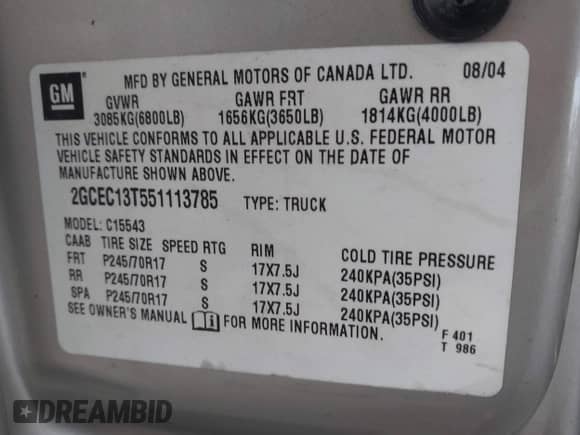 GM
MFD BY GENERAL MOTORS OF CANADA LTD. 08/04
GVWR GAWR FRT GAWR RR
3085KG(6800LB) 1656KG(3650LB) 1814KG(4000LB)
THIS VEHICLE CONFORMS TO ALL APPLICABLE U.S. FEDERAL MOTOR
VEHICLE SAFETY STANDARDS IN EFFECT ON THE DATE OF
MANUFACTURE SHOWN ABOVE.
2GCEC13T551113785 TYPE: TRUCK
MODEL: C15543
CAAB TIRE SIZE SPEED RTG RIM COLD TIRE PRESSURE
FRT P245/70R17 S 17X7.5J 240KPA(35PSI)
RR P245/70R17 S 17X7.5J 240KPA(35PSI)
SPA P245/70R17 S 17X7.5J 240KPA(35PSI)
SEE OWNER'S MANUAL FOR MORE INFORMATION.
F 401
T 986
DREAMBID